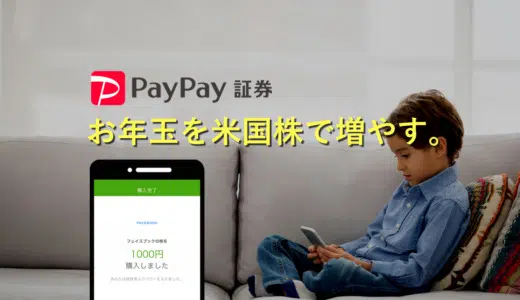 PayPay 証券
お年玉を米国株で増やす。
購入完了
FACEBOOK
フェイスブックの株を
1000円
購入しました